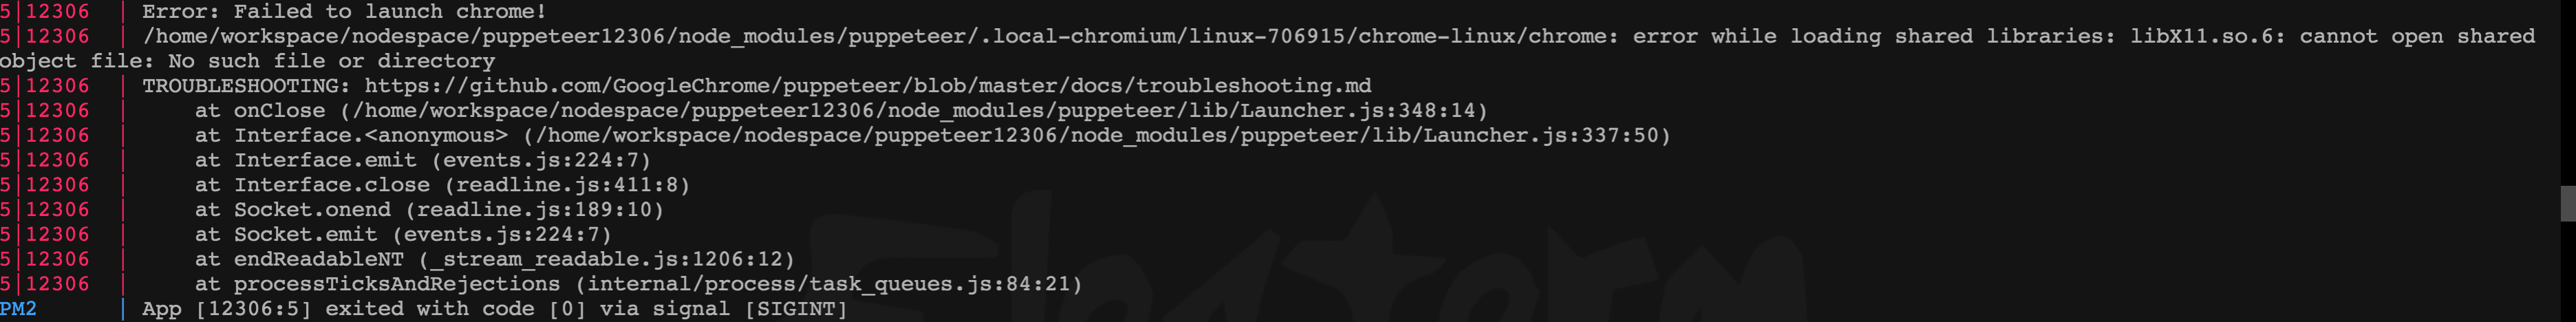 5|12306  | Error: Failed to launch chrome!
5|12306  | /home/workspace/nodespace/puppeteer12306/node_modules/puppeteer/.local-chromium/linux-706915/chrome-linux/chrome: error while loading shared libraries: libX11.so.6: cannot open shared
object file: No such file or directory
5|12306  | TROUBLESHOOTING: https://github.com/GoogleChrome/puppeteer/blob/master/docs/troubleshooting.md
5|12306  |     at onClose (/home/workspace/nodespace/puppeteer12306/node_modules/puppeteer/lib/Launcher.js:348:14)
5|12306  |     at Interface.<anonymous> (/home/workspace/nodespace/puppeteer12306/node_modules/puppeteer/lib/Launcher.js:337:50)
5|12306  |     at Interface.emit (events.js:224:7)
5|12306  |     at Interface.close (readline.js:411:8)
5|12306  |     at Socket.onend (readline.js:189:10)
5|12306  |     at Socket.emit (events.js:224:7)
5|12306  |     at endReadableNT (_stream_readable.js:1206:12)
5|12306  |     at processTicksAndRejections (internal/process/task_queues.js:84:21)
PM2      | App [12306:5] exited with code [0] via signal [SIGINT]